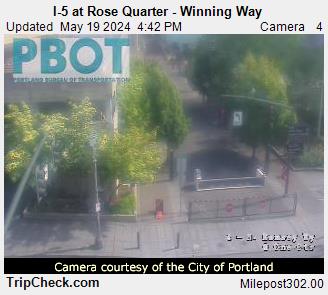 I-5 at Rose Quarter - Winning Way
Updated May 19 2024 4:42 PM Camera 4
PBOT
PORTLAND BUREAU OF TRANSPORTATION
Camera courtesy of the City of Portland
TripCheck.com Milepost302.00